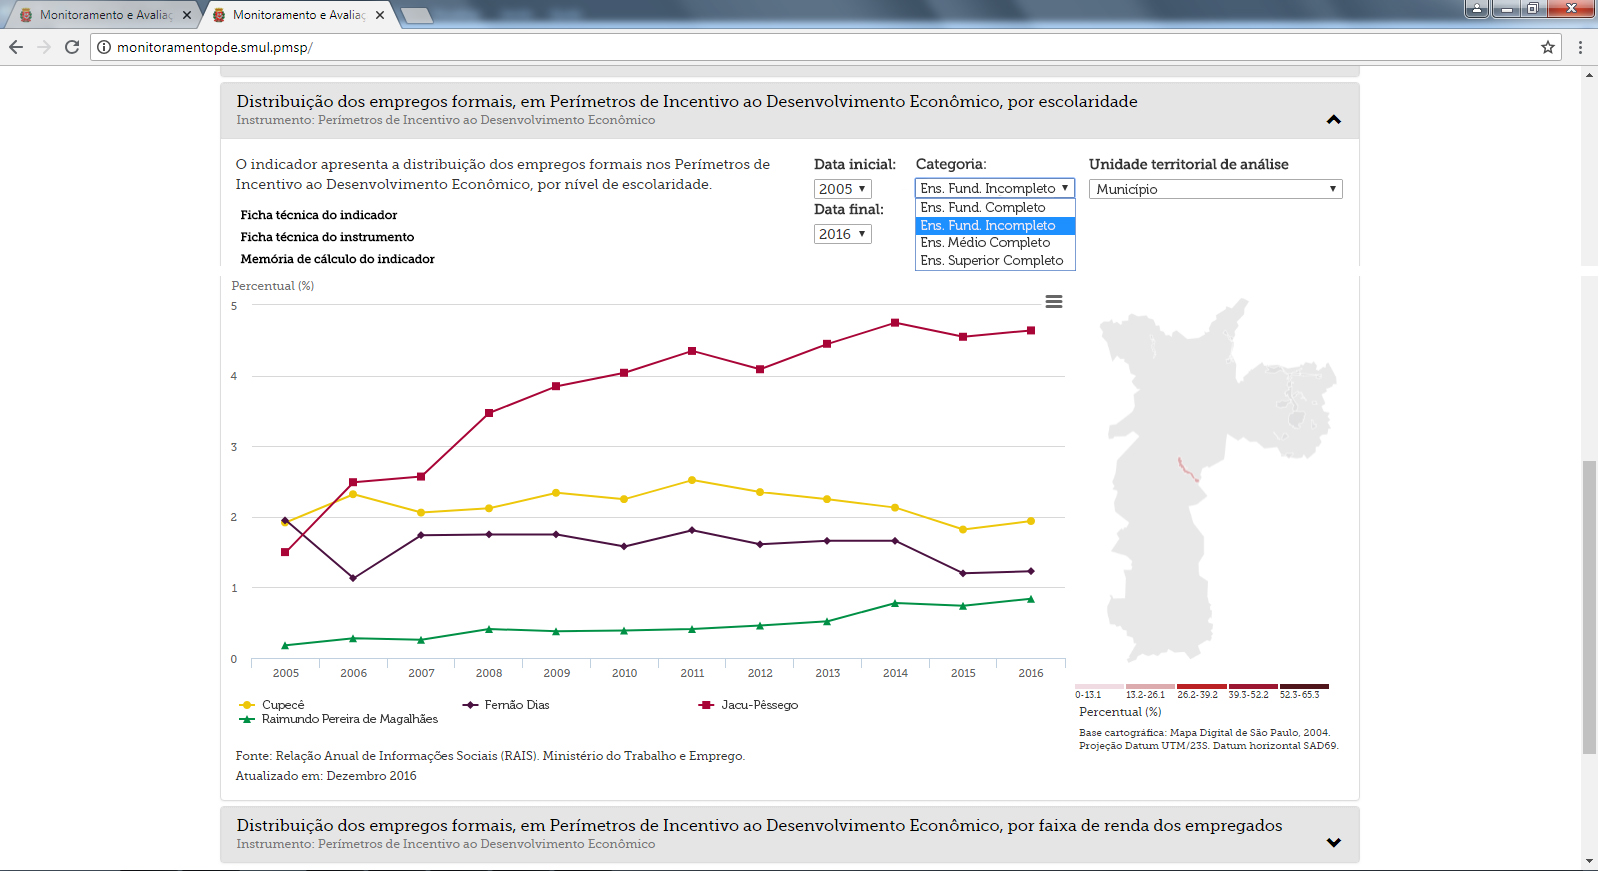 Monitoramento e Avaliaç
Monitoramento e Avaliaç
monitoramentopde.smul.pmsp/
Distribuição dos empregos formais, em Perímetros de Incentivo ao Desenvolvimento Econômico, por escolaridade
Instrumento: Perímetros de Incentivo ao Desenvolvimento Econômico
O indicador apresenta a distribuição dos empregos formais nos Perímetros de
Incentivo ao Desenvolvimento Econômico, por nível de escolaridade.
Ficha técnica do indicador
Ficha técnica do instrumento
Memória de cálculo do indicador
Data inicial:
2005
Data final:
2016
Categoria:
Ens. Fund. Incompleto
Ens. Fund. Completo
Ens. Fund. Incompleto
Ens. Médio Completo
Ens. Superior Completo
Unidade territorial de análise
Município
Percentual (%)
5
4
3
2
1
0
2005 2006 2007 2008 2009 2010 2011 2012 2013 2014 2015 2016
Cupecê Fernão Dias Jacu-Pêssego
Raimundo Pereira de Magalhães
0-13.1 13.2-26.1 26.2-39.2 39.3-52.2 52.3-65.3
Percentual (%)
Base cartográfica: Mapa Digital de São Paulo, 2004.
Projeção Datum UTM/23S. Datum horizontal SAD69.
Fonte: Relação Anual de Informações Sociais (RAIS). Ministério do Trabalho e Emprego.
Atualizado em: Dezembro 2016
Distribuição dos empregos formais, em Perímetros de Incentivo ao Desenvolvimento Econômico, por faixa de renda dos empregados
Instrumento: Perímetros de Incentivo ao Desenvolvimento Econômico